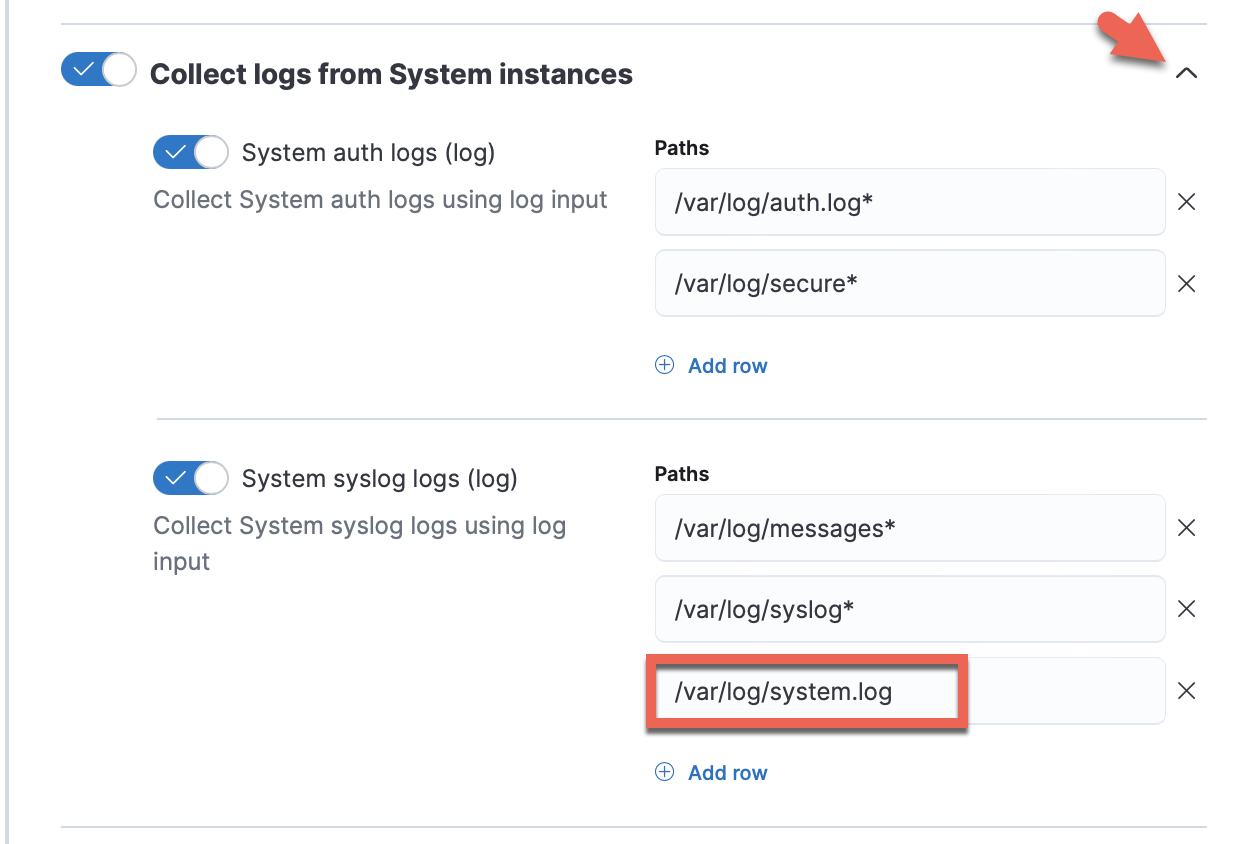 Collect logs from System instances
System auth logs (log)
Collect System auth logs using log input
Paths
/var/log/auth.log*
/var/log/secure*
Add row
System syslog logs (log)
Collect System syslog logs using log
input
Paths
/var/log/messages*
/var/log/syslog*
/var/log/system.log
Add row